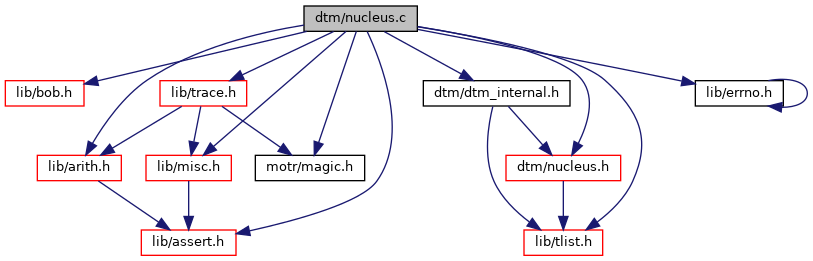 dtm/nucleus.c
lib/bob.h
lib/trace.h
dtm/dtm_internal.h
lib/errno.h
lib/arith.h
lib/misc.h
motr/magic.h
dtm/nucleus.h
lib/assert.h
lib/tlist.h